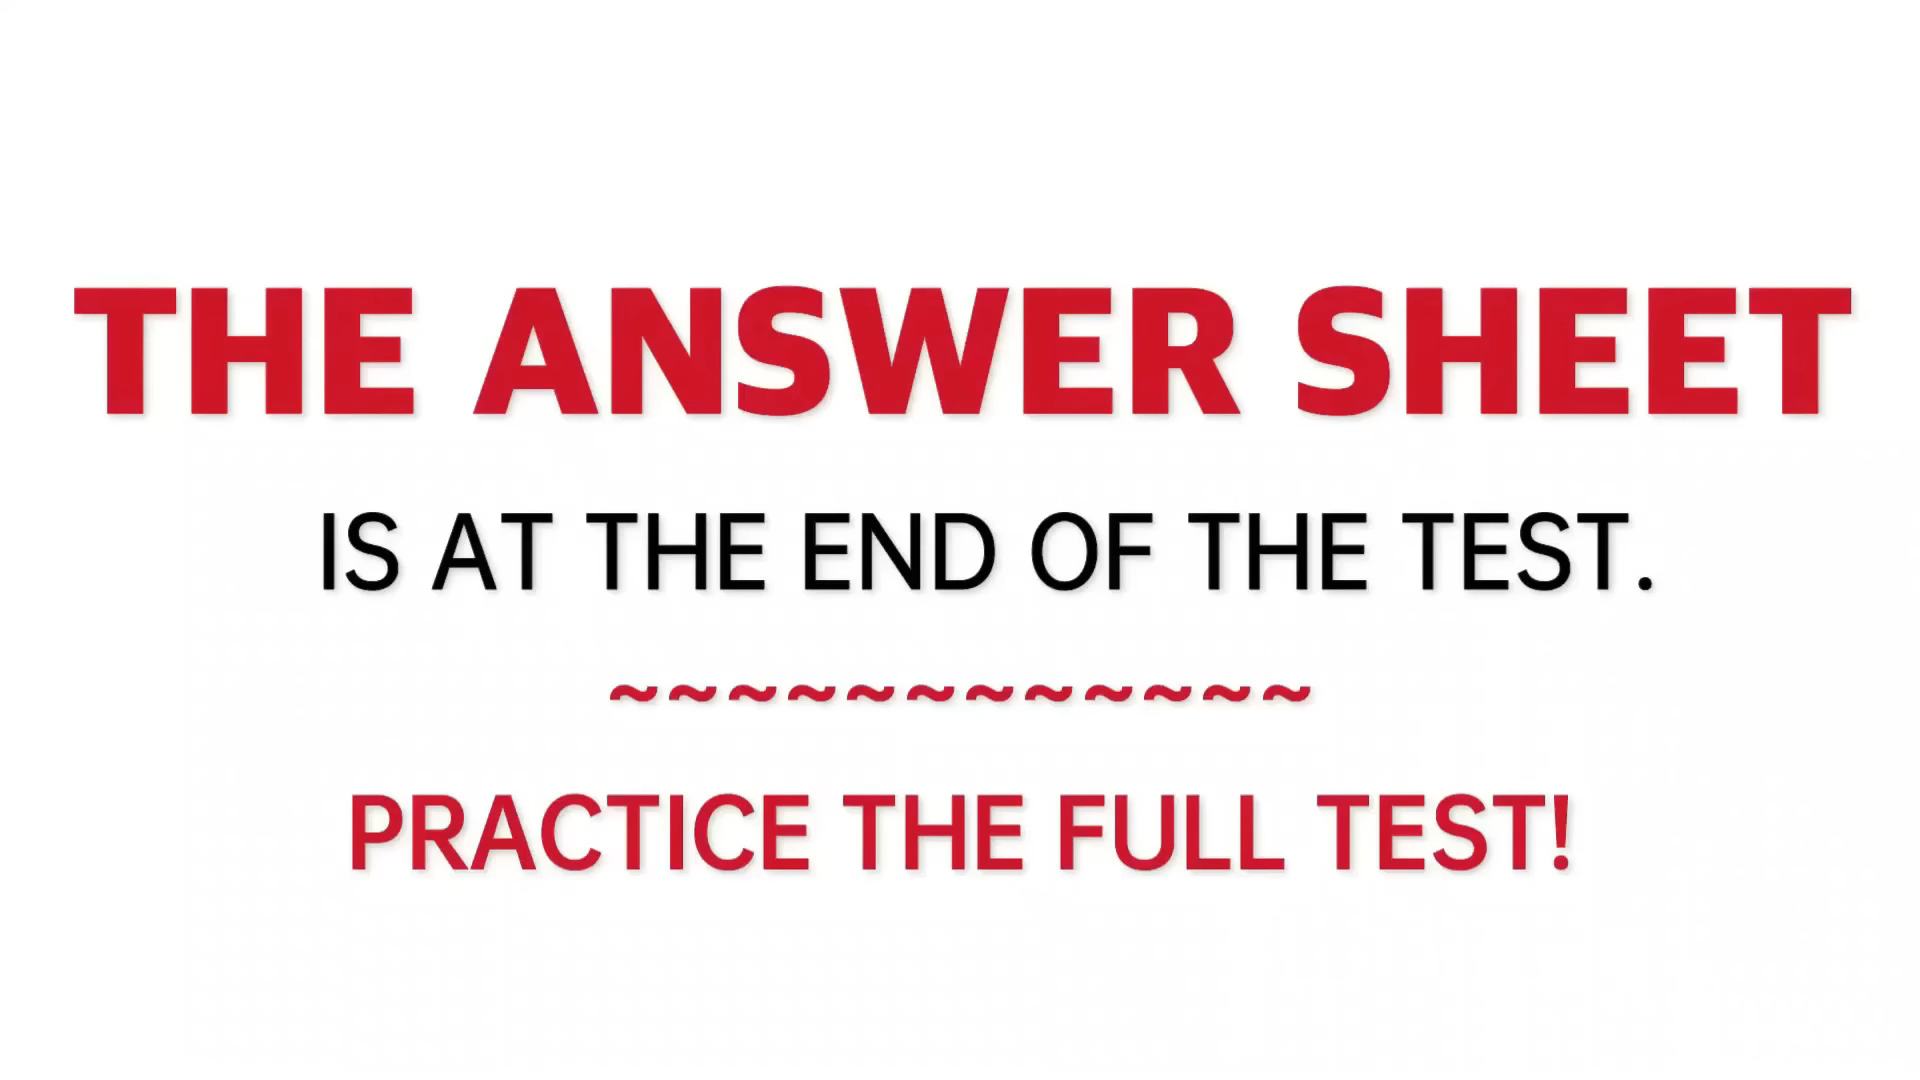 THE ANSWER SHEET
IS AT THE END OF THE TEST.
~~~~~~~~~~~~
PRACTICE THE FULL TEST!